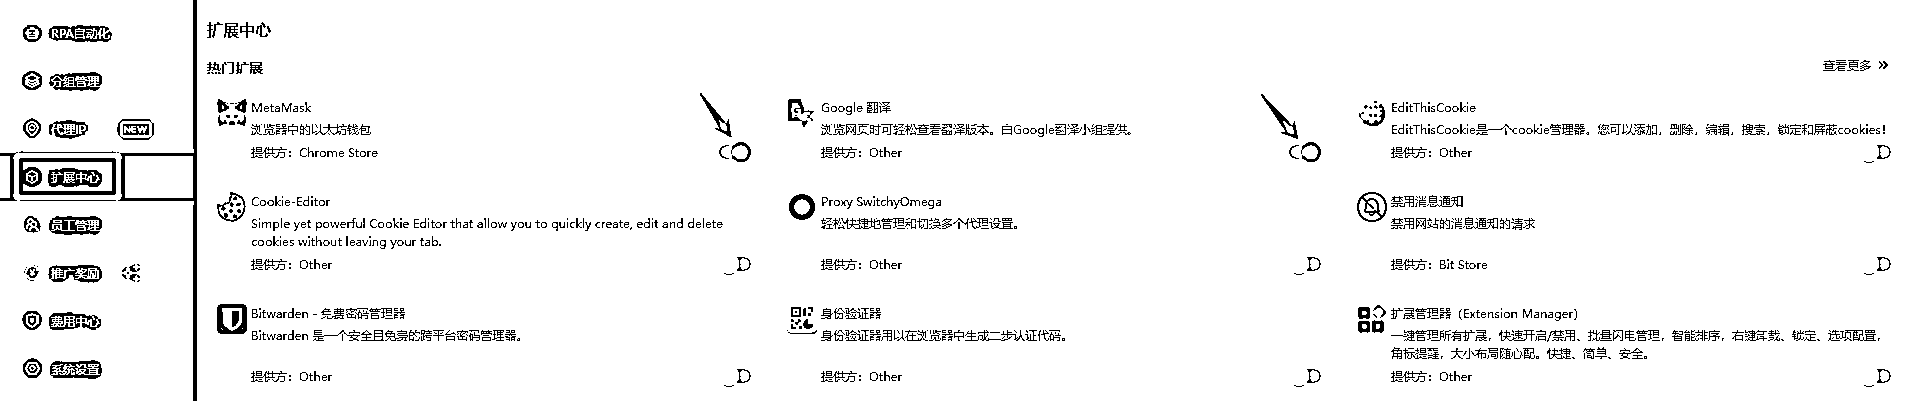 RPA自动化
分组管理
代理IP NEW
扩展中心
员工管理
推广奖励
费用中心
系统设置
扩展中心
热门扩展
查看更多 »
MetaMask
浏览器中的以太坊钱包
提供方：Chrome Store
Google 翻译
浏览网页时可轻松查看翻译版本。由Google翻译小组提供。
提供方：Other
EditThisCookie
EditThisCookie是一个cookie管理器。您可以添加，删除，编辑，搜索，锁定和屏蔽cookies！
提供方：Other
Cookie-Editor
Simple yet powerful Cookie Editor that allow you to quickly create, edit and delete
cookies without leaving your tab.
提供方：Other
Proxy SwitchyOmega
轻松快捷地管理和切换多个代理设置。
提供方：Other
禁用消息通知
禁用网站的消息通知的请求
提供方：Bit Store
Bitwarden - 免费密码管理器
Bitwarden 是一个安全且免费的跨平台密码管理器。
提供方：Other
身份验证器
身份验证器用以在浏览器中生成二步认证代码。
提供方：Other
扩展管理器（Extension Manager）
一键管理所有扩展，快速开启/禁用、批量闪电管理，智能排序，右键卸载、锁定、选项配置，
角标提醒，大小布局随心配。快捷、简单、安全。
提供方：Other